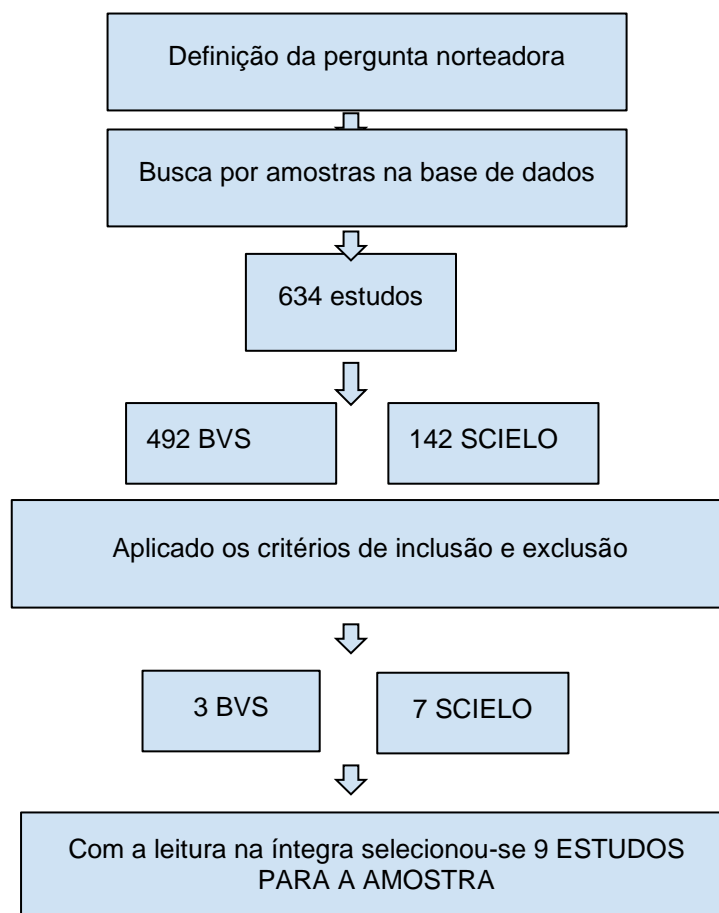 Definição da pergunta norteadora
Busca por amostras na base de dados
634 estudos
492 BVS
142 SCIELO
Aplicado os critérios de inclusão e exclusão
3 BVS
7 SCIELO
Com a leitura na íntegra selecionou-se 9 ESTUDOS
PARA A AMOSTRA